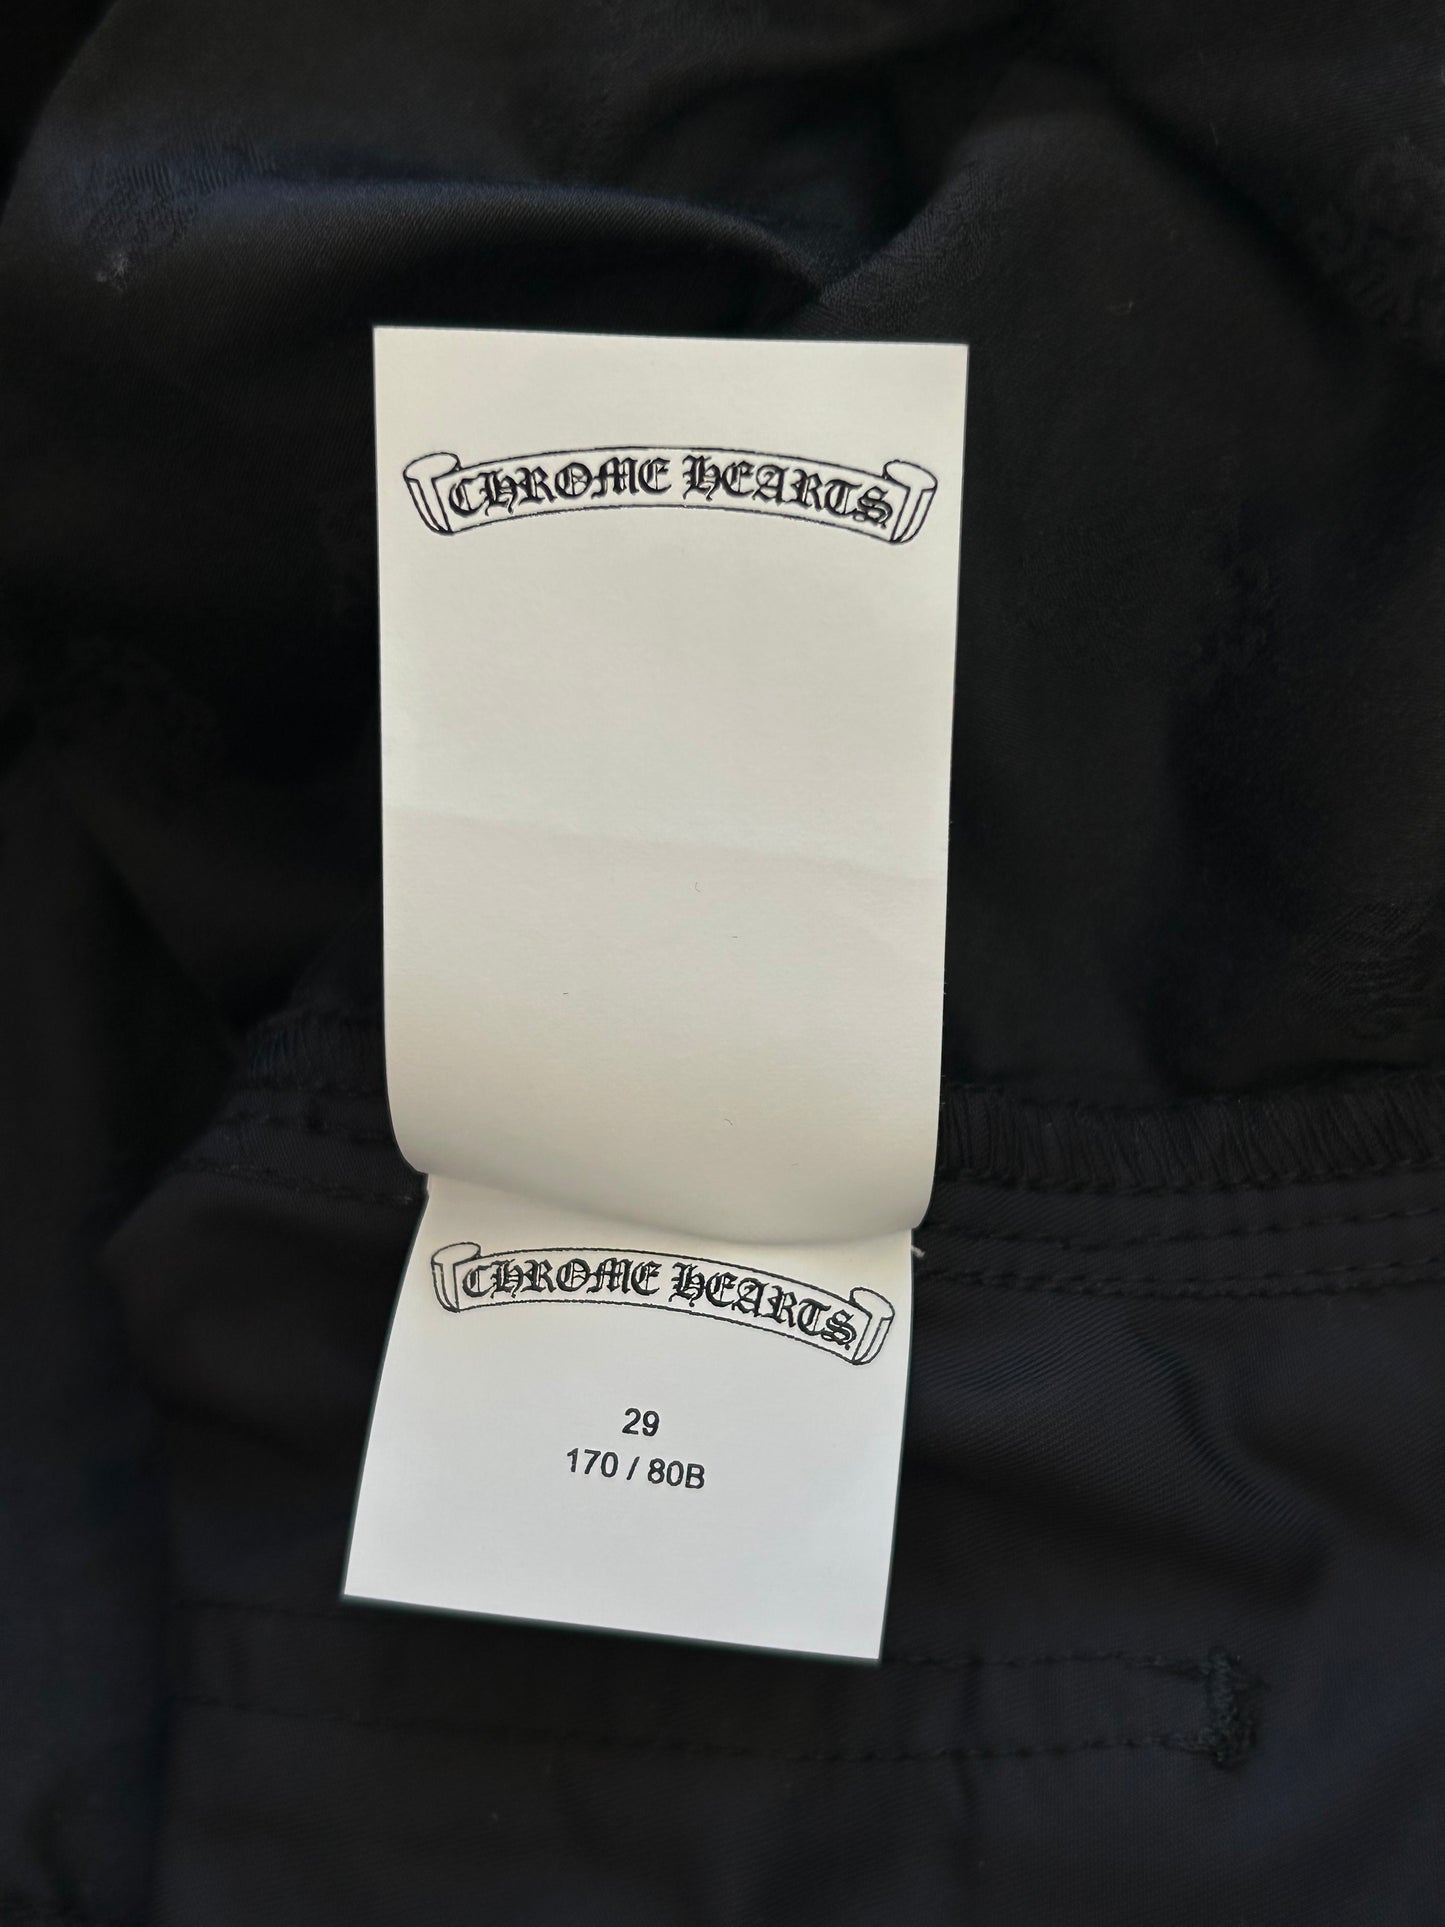 CHROME HEARTS
CHROME HEARTS
29
170 / 80B